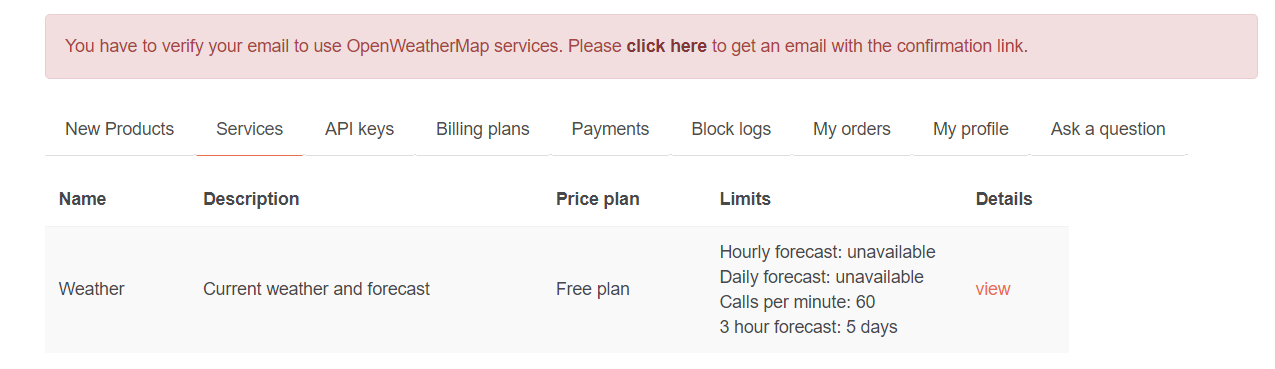 You have to verify your email to use OpenWeatherMap services. Please click here to get an email with the confirmation link.
New Products Services API keys Billing plans Payments Block logs My orders My profile Ask a question
Name Description Price plan Limits Details
Weather Current weather and forecast Free plan
Hourly forecast: unavailable
Daily forecast: unavailable
Calls per minute: 60
3 hour forecast: 5 days
view